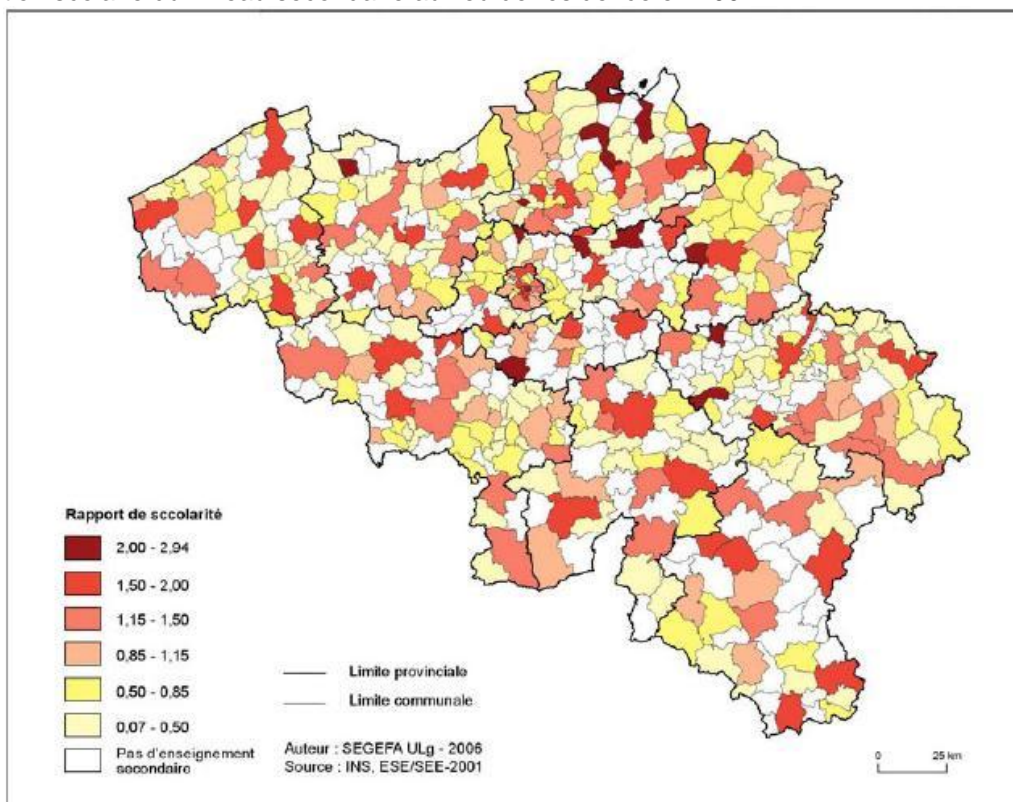 Rapport de sccolarité
2,00 - 2,94
1,50 - 2,00
1,15 - 1,50
0,85 - 1,15
0,50 - 0,85
0,07 - 0,50
Pas d'enseignement
secondaire
Limite provinciale
Limite communale
Auteur : SEGEFA ULg - 2006
Source : INS, ESE/SEE-2001
0 25 km